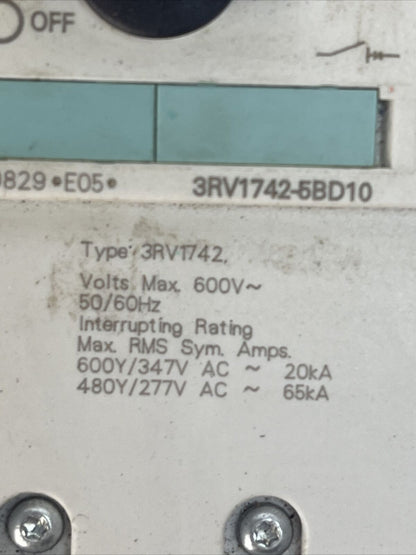 OFF
0829 •E05•
3RV1742-5BD10
Type 3RV1742,
Volts Max. 600V~
50/60Hz
Interrupting Rating
Max. RMS Sym. Amps.
600Y/347V AC ~ 20kA
480Y/277V AC ~ 65kA